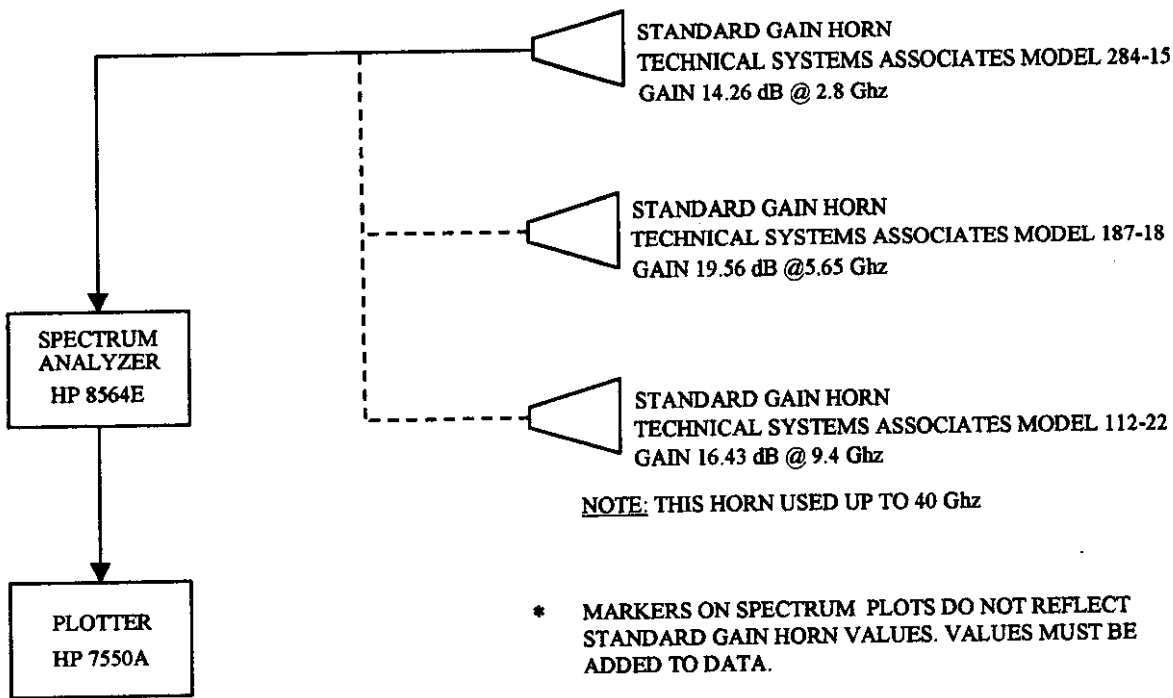 STANDARD GAIN HORN
TECHNICAL SYSTEMS ASSOCIATES MODEL 284-15
GAIN 14.26 dB @ 2.8 Ghz
STANDARD GAIN HORN
TECHNICAL SYSTEMS ASSOCIATES MODEL 187-18
GAIN 19.56 dB @5.65 Ghz
SPECTRUM
ANALYZER
HP 8564E
STANDARD GAIN HORN
TECHNICAL SYSTEMS ASSOCIATES MODEL 112-22
GAIN 16.43 dB @ 9.4 Ghz
NOTE: THIS HORN USED UP TO 40 Ghz
PLOTTER
HP 7550A
* MARKERS ON SPECTRUM PLOTS DO NOT REFLECT
STANDARD GAIN HORN VALUES. VALUES MUST BE
ADDED TO DATA.